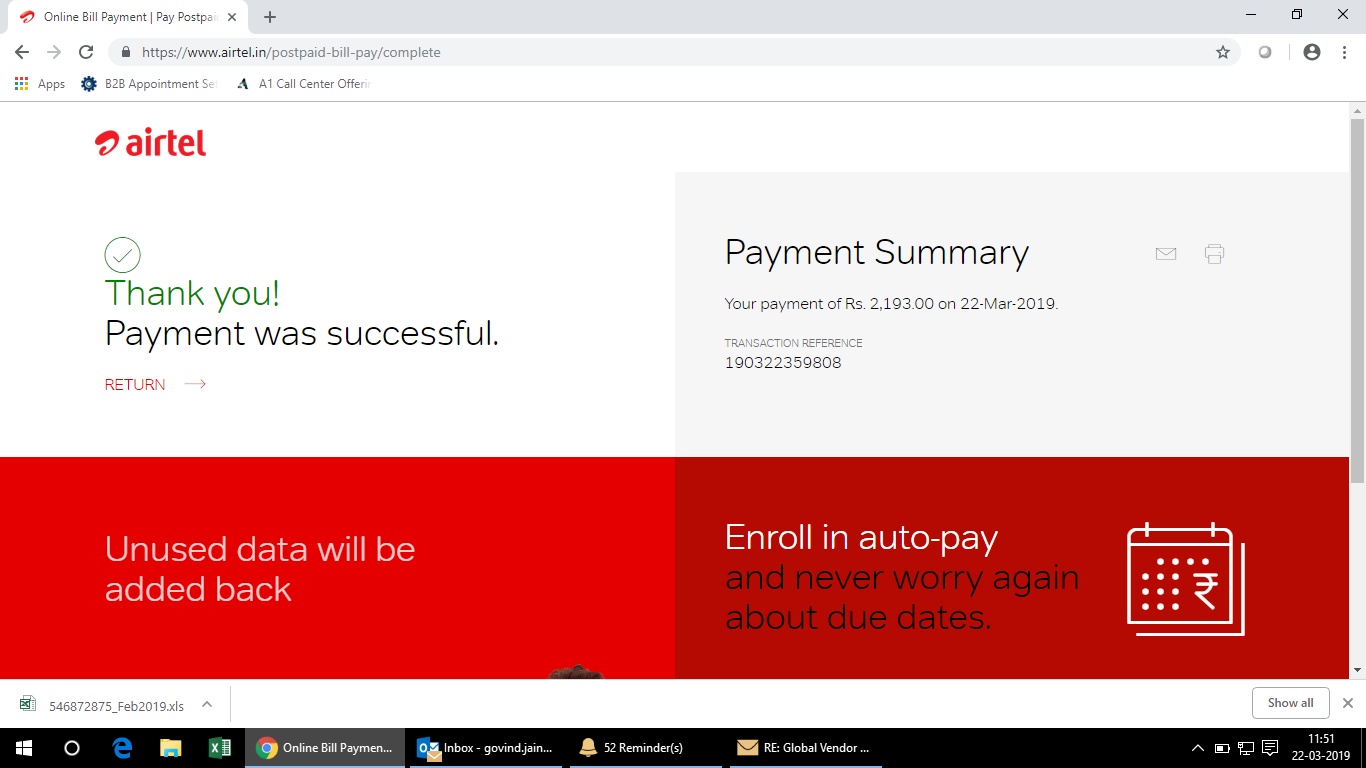 Online Bill Payment | Pay Postpai
https://www.airtel.in/postpaid-bill-pay/complete
Apps
B2B Appointment Set
A1 Call Center Offerin
airtel
Thank you!
Payment was successful.
RETURN
Payment Summary
Your payment of Rs. 2,193.00 on 22-Mar-2019.
TRANSACTION REFERENCE
190322359808
Unused data will be
added back
Enroll in auto-pay
and never worry again
about due dates.
₹
546872875_Feb2019.xls
Show all
Online Bill Paymen...
Inbox - govind.jain...
52 Reminder(s)
RE: Global Vendor ...
11:51
22-03-2019